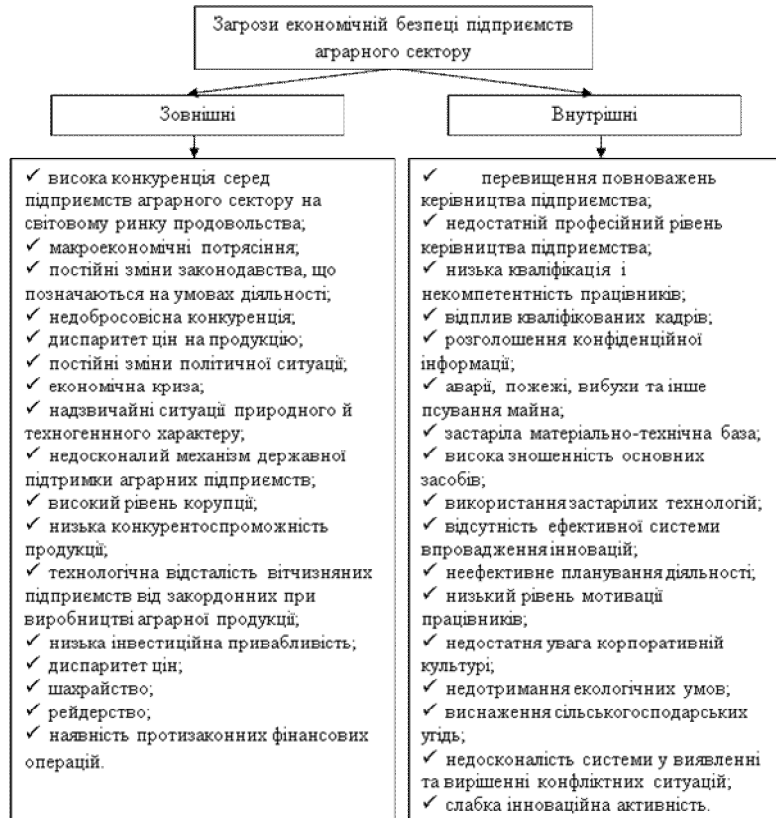 Загрози економічній безпеці підприємств
аграрного сектору
Зовнішні
Внутрішні
✓ висока конкуренція серед
підприємств аграрного сектору на
світовому ринку продовольства;
✓ макроекономічні потрясіння;
✓ постійні зміни законодавства, що
позначаються на умовах діяльності;
✓ недобросовісна конкуренція;
✓ диспаритет цін на продукцію;
✓ постійні зміни політичної ситуації;
✓ економічна криза;
✓ надзвичайні ситуації природного й
техногеннного характеру;
✓ недосконалий механізм державної
підтримки аграрних підприємств;
✓ високий рівень корупції;
✓ низька конкурентоспроможність
продукції;
✓ технологічна відсталість вітчизняних
підприємств від закордонних при
виробництві аграрної продукції;
✓ низька інвестиційна привабливість;
✓ диспаритет цін;
✓ шахрайство;
✓ рейдерство;
✓ наявність протизаконних фінансових
операцій.
✓ перевищення повноважень
керівництва підприємства;
✓ недостатній професійний рівень
керівництва підприємства;
✓ низька кваліфікація і
некомпетентність працівників;
✓ відплив кваліфікованих кадрів;
✓ розголошення конфіденційної
інформації;
✓ аварії, пожежі, вибухи та інше
псування майна;
✓ застаріла матеріально-технічна база;
✓ висока зношенність основних
засобів;
✓ використання застарілих технологій;
✓ відсутність ефективної системи
впровадження інновацій;
✓ неефективне планування діяльності;
✓ низький рівень мотивації
працівників;
✓ недостатня увага корпоративній
культурі;
✓ недотримання екологічних умов;
✓ виснаження сільськогосподарських
угідь;
✓ недосконалість системи у виявленні
та вирішенні конфліктних ситуацій;
✓ слабка інноваційна активність.